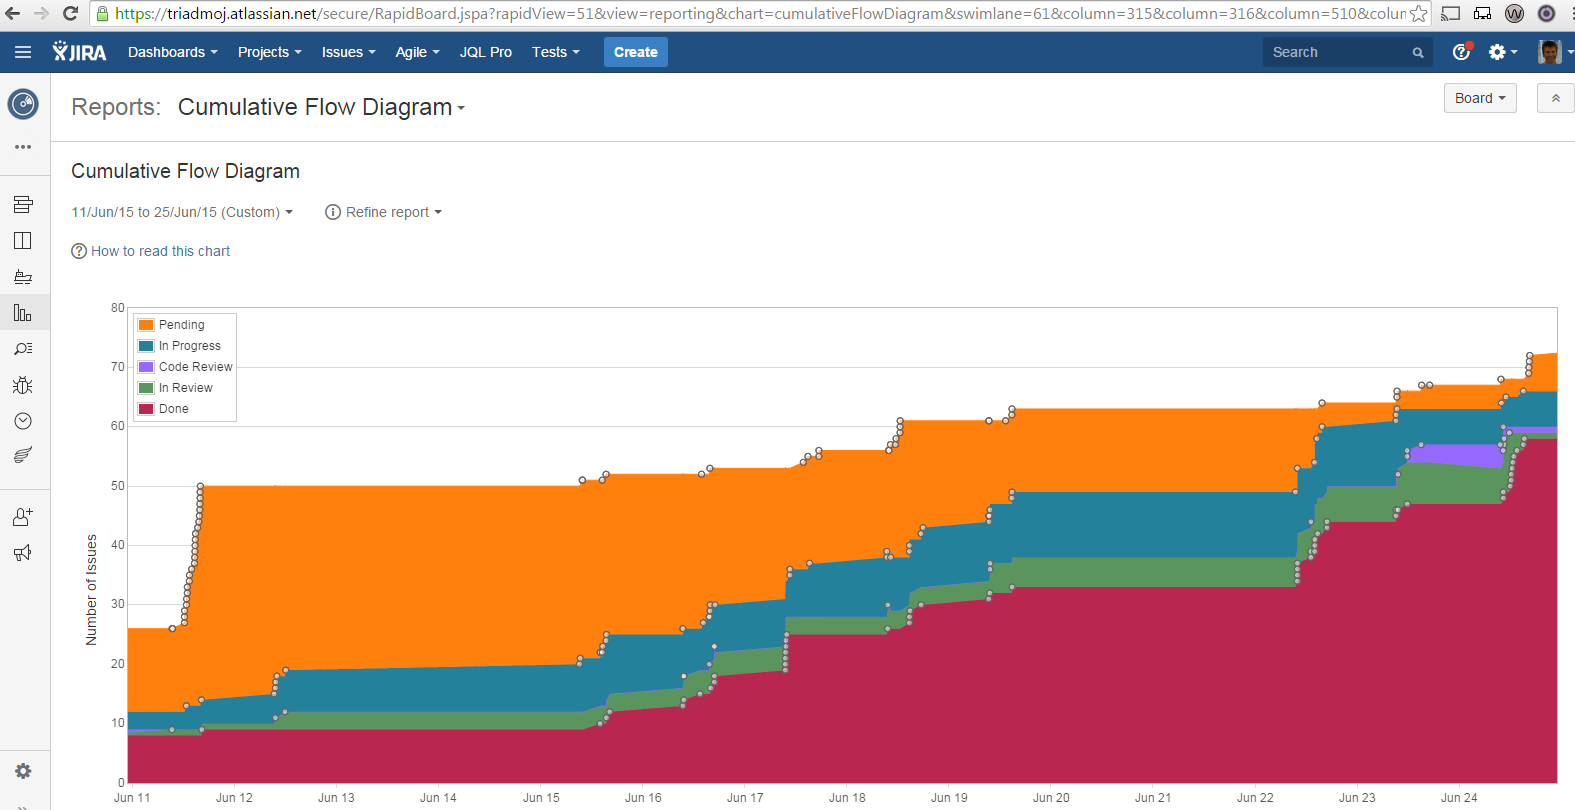 https://triadmoj.atlassian.net/secure/RapidBoard.jspa?rapidView=51&view=reporting&chart=cumulativeFlowDiagram&swimlane=61&column=315&column=316&column=510&colum
JIRA Dashboards Projects Issues Agile JQL Pro Tests Create Search
Reports: Cumulative Flow Diagram Board
Cumulative Flow Diagram
11/Jun/15 to 25/Jun/15 (Custom) Refine report
How to read this chart
Number of Issues
80
70
60
50
40
30
20
10
0
Pending
In Progress
Code Review
In Review
Done
Jun 11 Jun 12 Jun 13 Jun 14 Jun 15 Jun 16 Jun 17 Jun 18 Jun 19 Jun 20 Jun 21 Jun 22 Jun 23 Jun 24